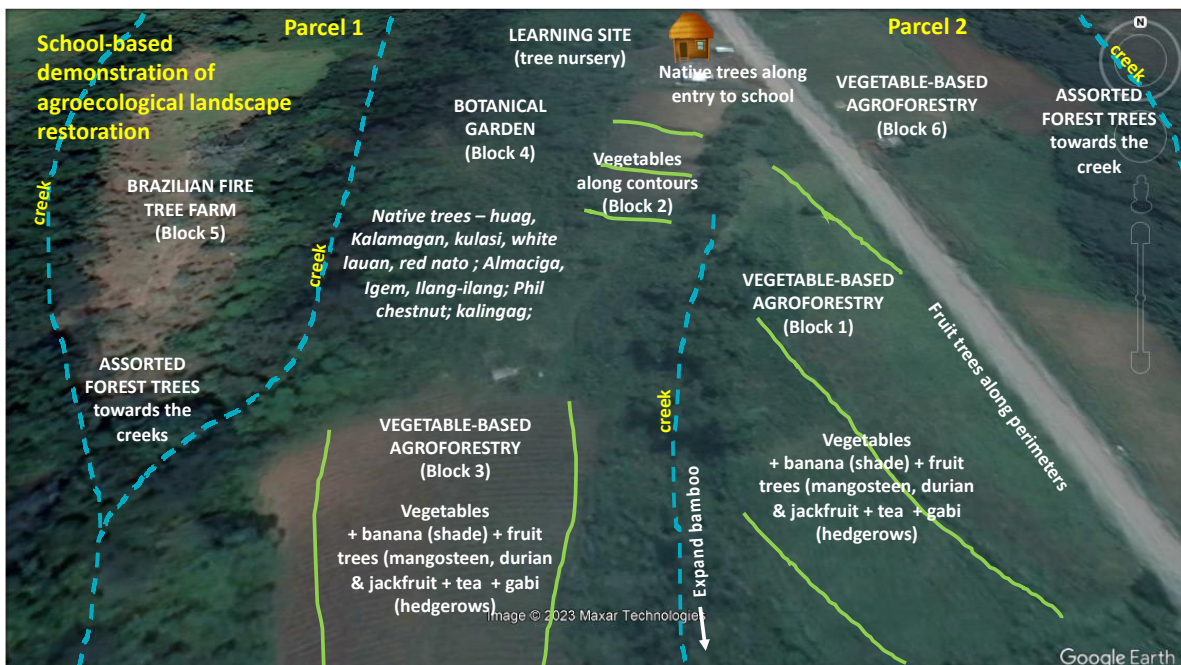 School-based
demonstration of
agroecological landscape
restoration
Parcel 1
LEARNING SITE
(tree nursery)
Native trees along
entry to school
Parcel 2
VEGETABLE-BASED
AGROFORESTRY
(Block 6)
N
creek
ASSORTED
FOREST TREES
towards the
creek
BOTANICAL
GARDEN
(Block 4)
Vegetables
along contours
(Block 2)
creek
BRAZILIAN FIRE
TREE FARM
(Block 5)
Native trees – huag,
Kalamagan, kulasi, white
lauan, red nato ; Almaciga,
Igem, Ilang-ilang; Phil
chestnut; kalingag;
creek
VEGETABLE-BASED
AGROFORESTRY
(Block 1)
Fruit trees along perimeters
ASSORTED
FOREST TREES
towards the
creeks
creek
VEGETABLE-BASED
AGROFORESTRY
(Block 3)
Vegetables
+ banana (shade) + fruit
trees (mangosteen, durian
& jackfruit + tea + gabi
(hedgerows)
Expand bamboo
Vegetables
+ banana (shade) + fruit
trees (mangosteen, durian
& jackfruit + tea + gabi
(hedgerows)
Image © 2023 Maxar Technologies
Google Earth